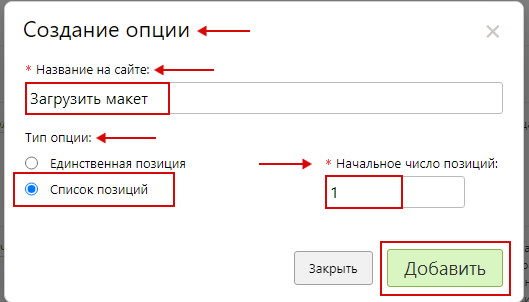 Создание опции
* Название на сайте:
Загрузить макет
Тип опции:
Единственная позиция
* Начальное число позиций:
Список позиций
1
Закрыть
Добавить